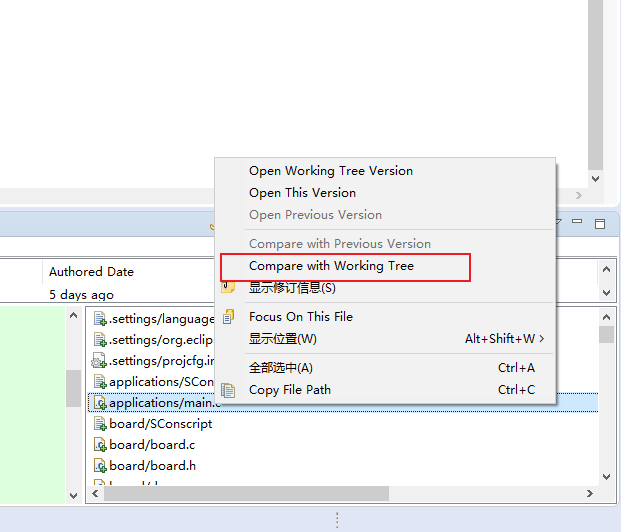 Open Working Tree Version
Open This Version
Open Previous Version
Compare with Previous Version
Compare with Working Tree
显示修订信息(S)
Focus On This File
显示位置(W) Alt+Shift+W
全部选中(A) Ctrl+A
Copy File Path Ctrl+C
Authored Date
5 days ago
.settings/language
.settings/org.eclip
.settings/projcfg.in
applications/SCon
applications/main.c
board/SConscript
board/board.c
board/board.h